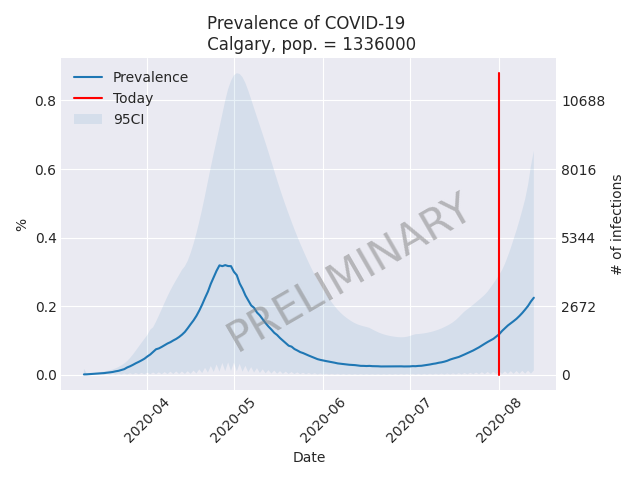 Prevalence of COVID-19
Calgary, pop. = 1336000
Prevalence
Today
95CI
0.8
0.6
0.4
0.2
0.0
%
10688
8016
5344
2672
0
# of infections
PRELIMINARY
2020-04
2020-05
2020-06
2020-07
2020-08
Date